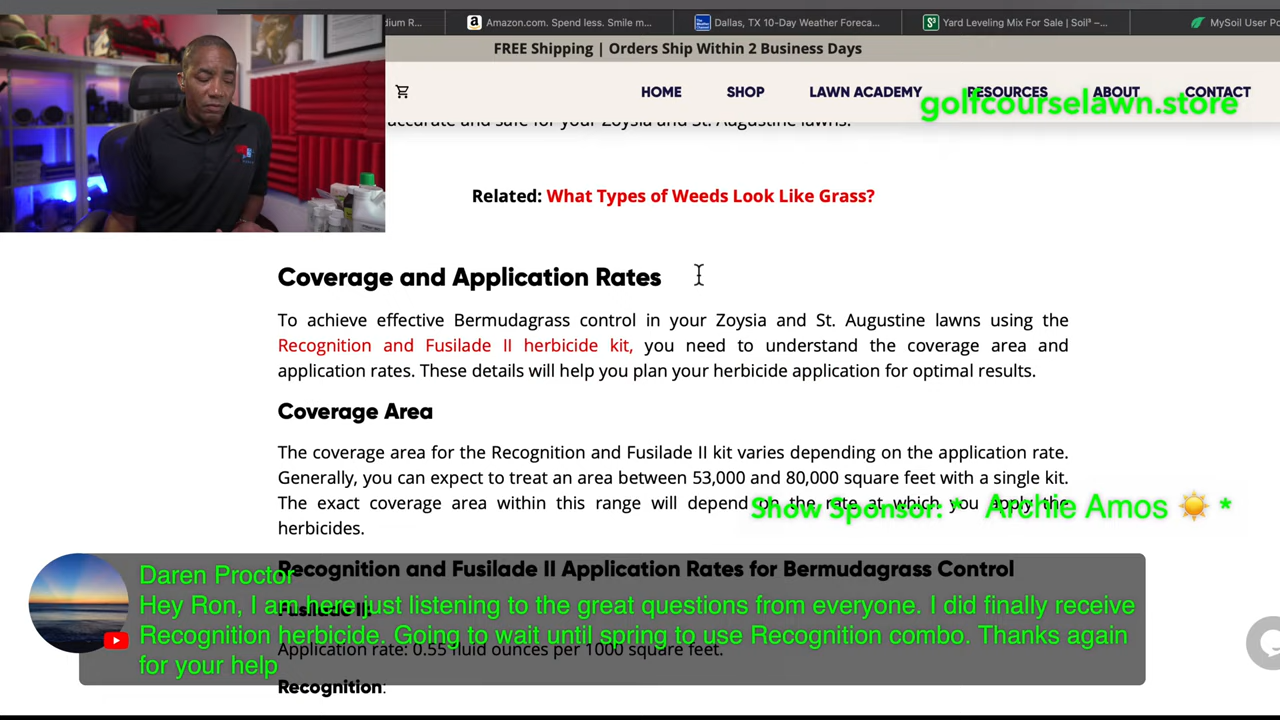 dium R...
Amazon.com. Spend less. Smile m...
Dallas, TX 10-Day Weather Foreca...
Yard Leveling Mix For Sale | Soil³ –...
MySoil User Po
FREE Shipping | Orders Ship Within 2 Business Days
HOME SHOP LAWN ACADEMY RESOURCES ABOUT CONTACT
golfcourselawn.store
accurate and safe for your Zoysia and St. Augustine lawns.
Related: What Types of Weeds Look Like Grass?
Coverage and Application Rates
To achieve effective Bermudagrass control in your Zoysia and St. Augustine lawns using the
Recognition and Fusilade II herbicide kit, you need to understand the coverage area and
application rates. These details will help you plan your herbicide application for optimal results.
Coverage Area
The coverage area for the Recognition and Fusilade II kit varies depending on the application rate.
Generally, you can expect to treat an area between 53,000 and 80,000 square feet with a single kit.
The exact coverage area within this range will depend on the rate at which you apply the
herbicides.
Show Sponsor: * Archie Amos ☀️ *
Recognition and Fusilade II Application Rates for Bermudagrass Control
Fusilade II:
Application rate: 0.55 fluid ounces per 1000 square feet.
Recognition:
Daren Proctor
Hey Ron, I am here just listening to the great questions from everyone. I did finally receive
Recognition herbicide. Going to wait until spring to use Recognition combo. Thanks again
for your help